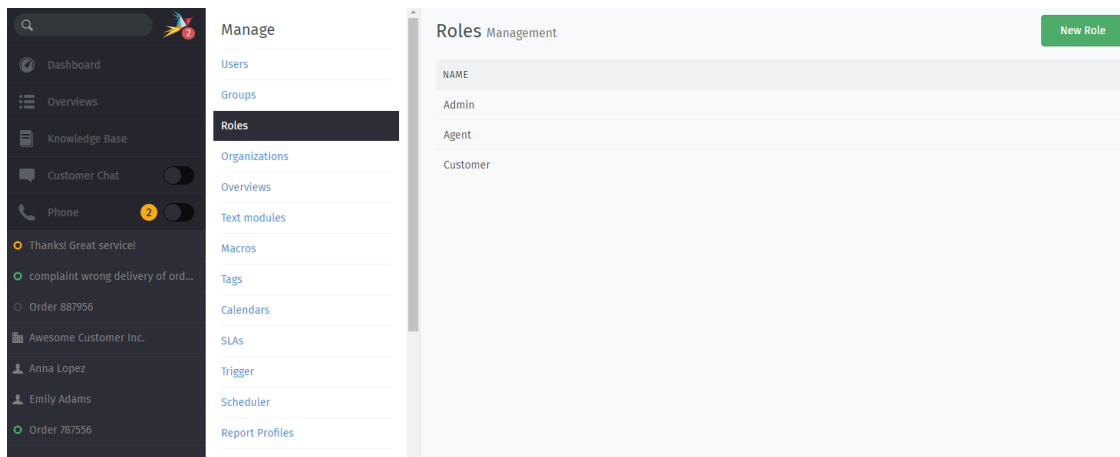 2
Dashboard
Overviews
Knowledge Base
Customer Chat
Phone 2
Thanks! Great service!
complaint wrong delivery of ord...
Order 887956
Awesome Customer Inc.
Anna Lopez
Emily Adams
Order 787556
Manage
Users
Groups
Roles
Organizations
Overviews
Text modules
Macros
Tags
Calendars
SLAs
Trigger
Scheduler
Report Profiles
Roles Management
New Role
NAME
Admin
Agent
Customer